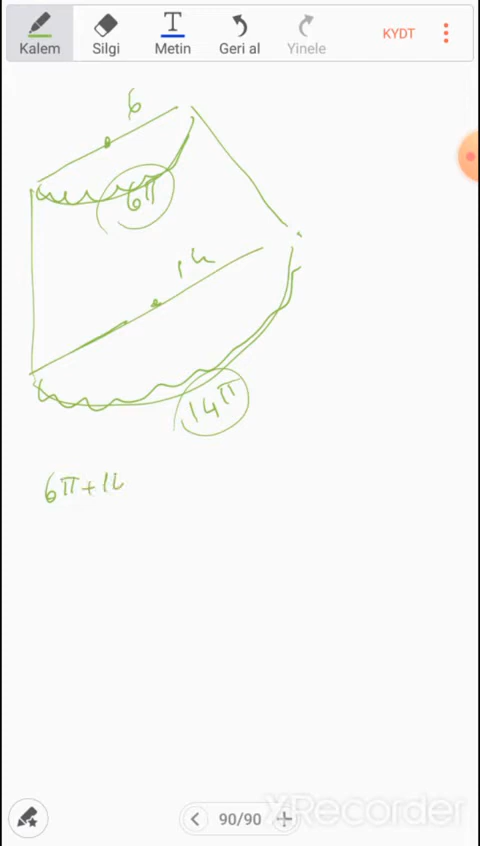 Kalem Silgi Metin Geri al Yinele KYDT
6
6π
14
14π
6π+14
90/90
XRecorder